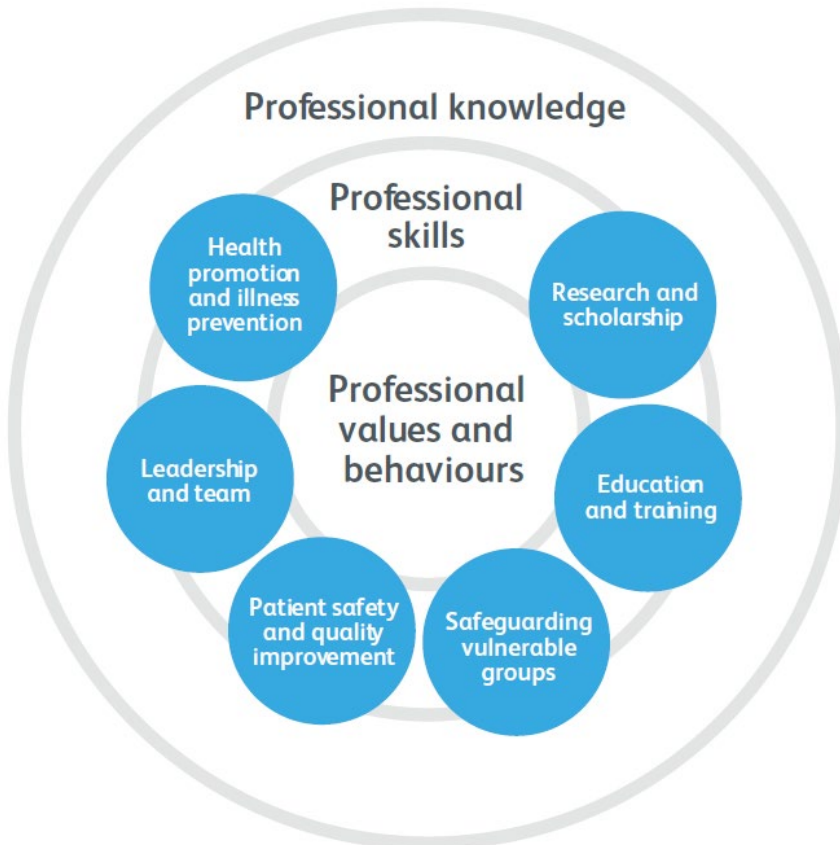 Professional knowledge
Professional
skills
Health
promotion
and illness
prevention
Research and
scholarship
Professional
values and
behaviours
Leadership
and team
Education
and training
Patient safety
and quality
improvement
Safeguarding
vulnerable
groups